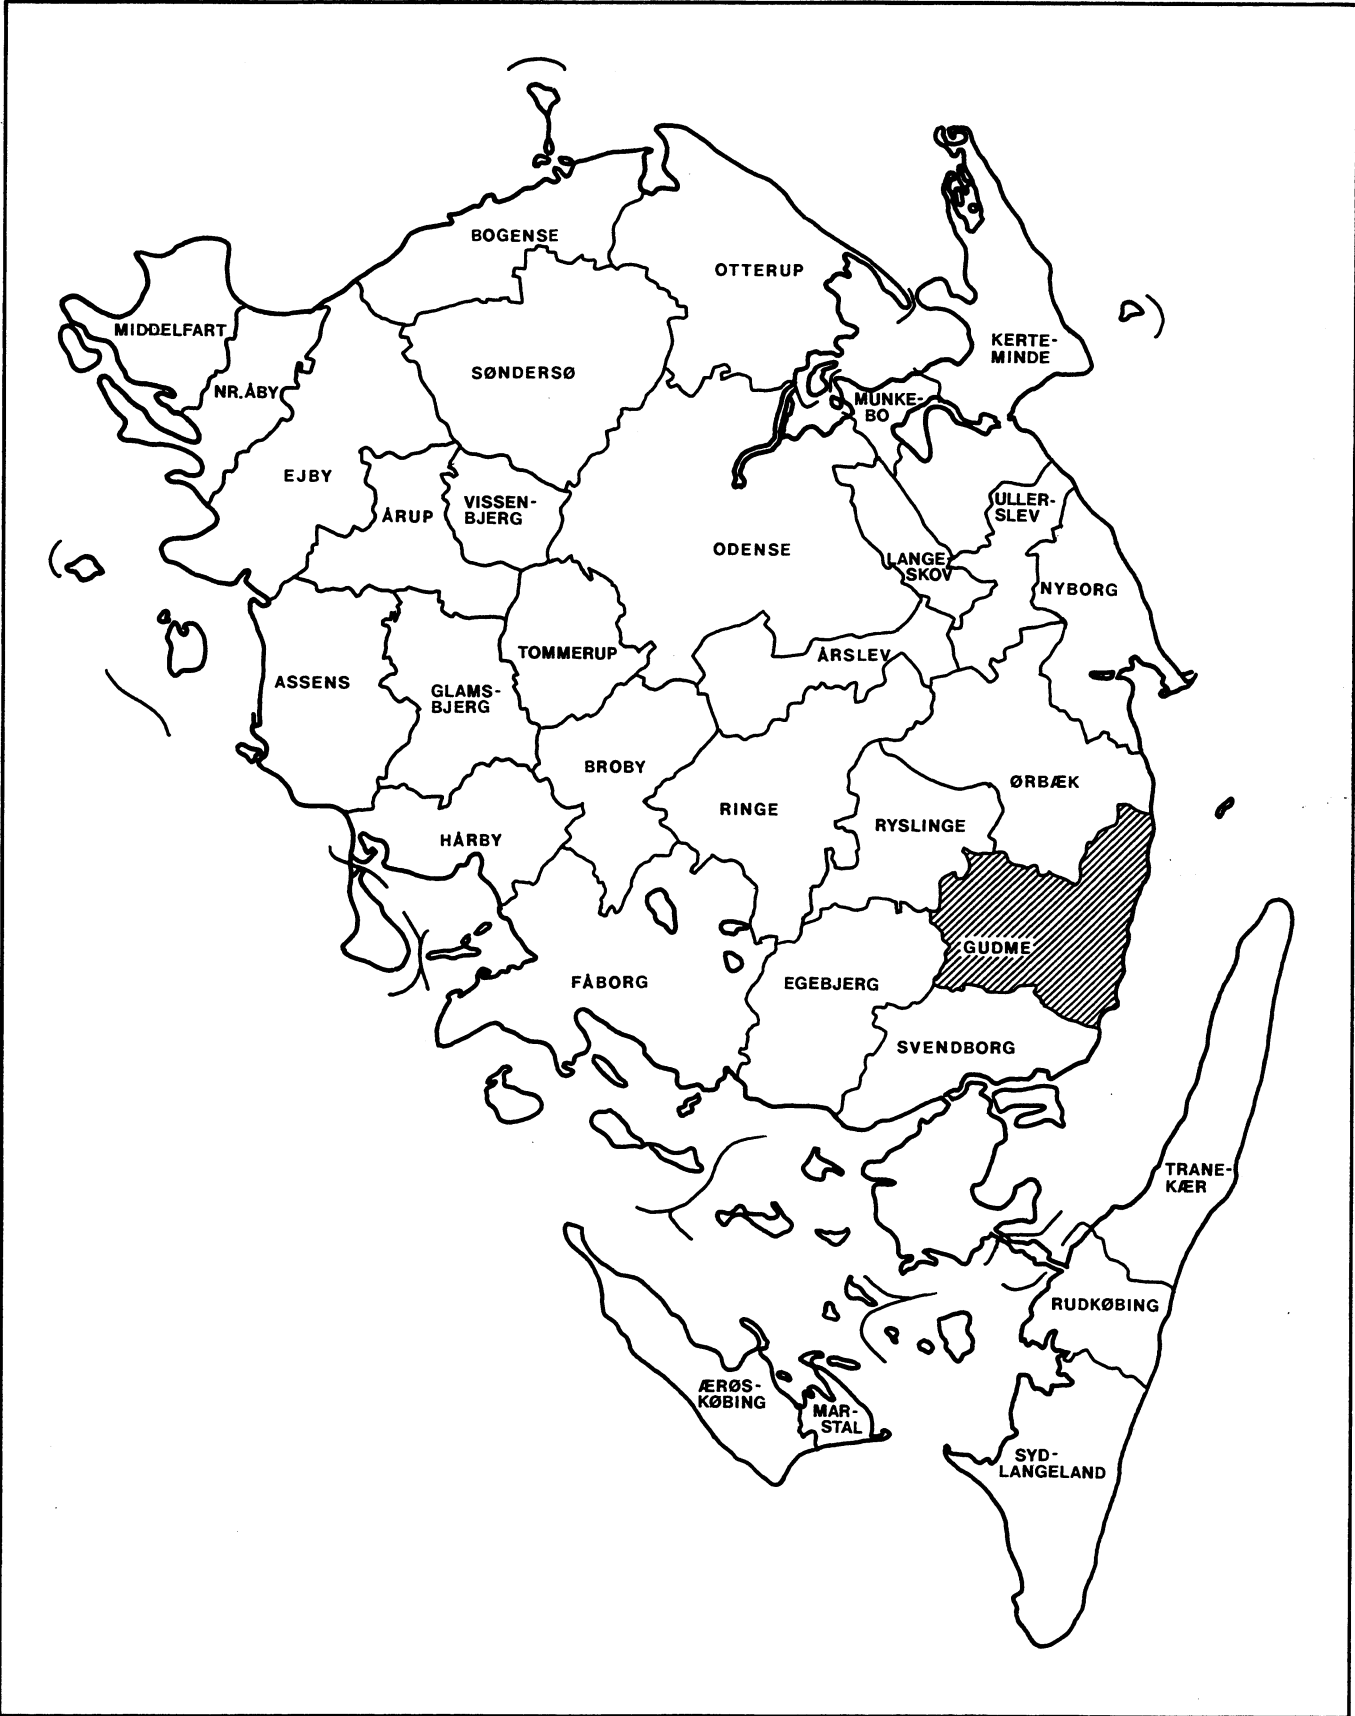 BOGENSE
OTTERUP
MIDDELFART
KERTE-
MINDE
SØNDERSØ
NR.ÅBY
MUNKE-
BO
EJBY
VISSEN-
BJERG
ÅRUP
ULLER-
SLEV
ODENSE
LANGE-
SKOV
NYBORG
TOMMERUP
ÅRSLEV
ASSENS
GLAMS-
BJERG
BROBY
ØRBÆK
RINGE
RYSLINGE
HÅRBY
GUDME
FÅBORG
EGEBJERG
SVENDBORG
TRANE-
KÆR
RUDKØBING
ÆRØS-
KØBING
MAR-
STAL
SYD-
LANGELAND